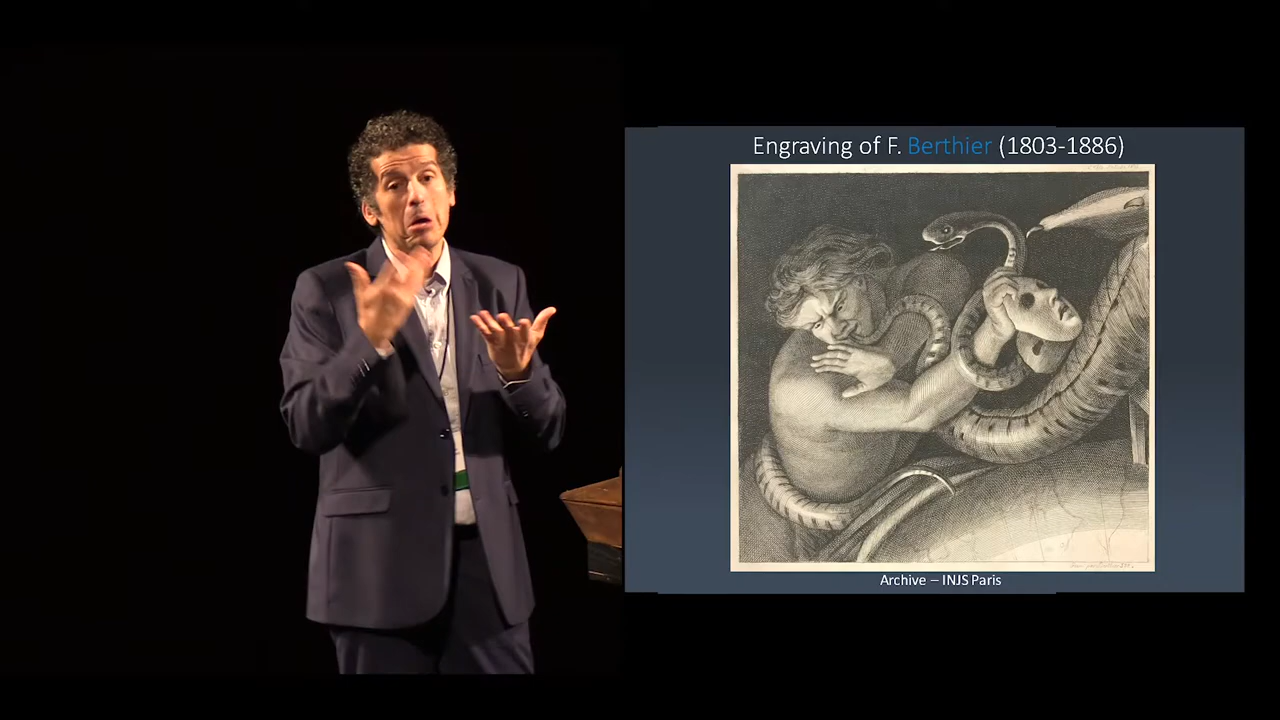 Engraving of F. Berthier (1803-1886)
Archive – INJS Paris